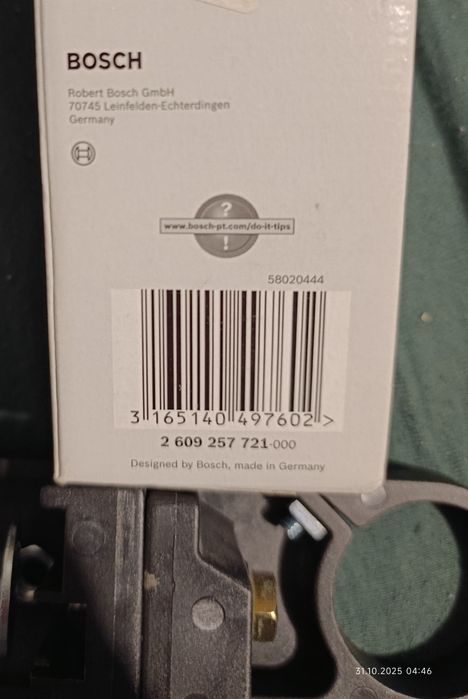 BOSCH
Robert Bosch GmbH
70745 Leinfelden-Echterdingen
Germany
?
www.bosch-pt.com/do-it-tips
!
58020444
3 165140 497602 >
2 609 257 721-000
Designed by Bosch, made in Germany
31.10.2025 04:46